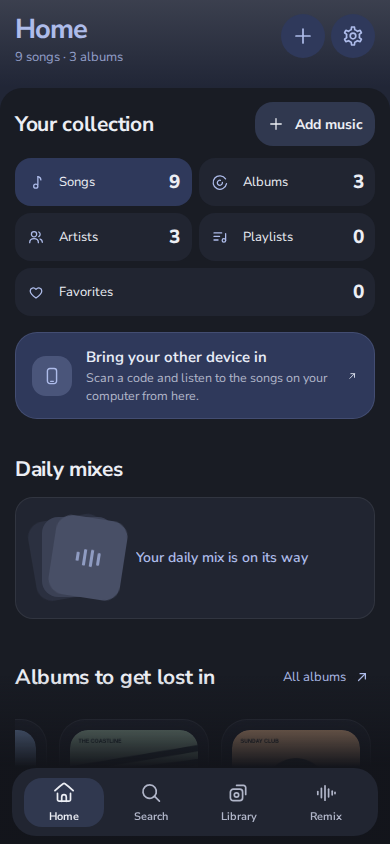 Home
9 songs · 3 albums
Your collection
Add music
Songs 9
Albums 3
Artists 3
Playlists 0
Favorites 0
Bring your other device in
Scan a code and listen to the songs on your
computer from here.
Daily mixes
Your daily mix is on its way
Albums to get lost in
All albums
THE COASTLINE
SUNDAY CLUB
Home
Search
Library
Remix